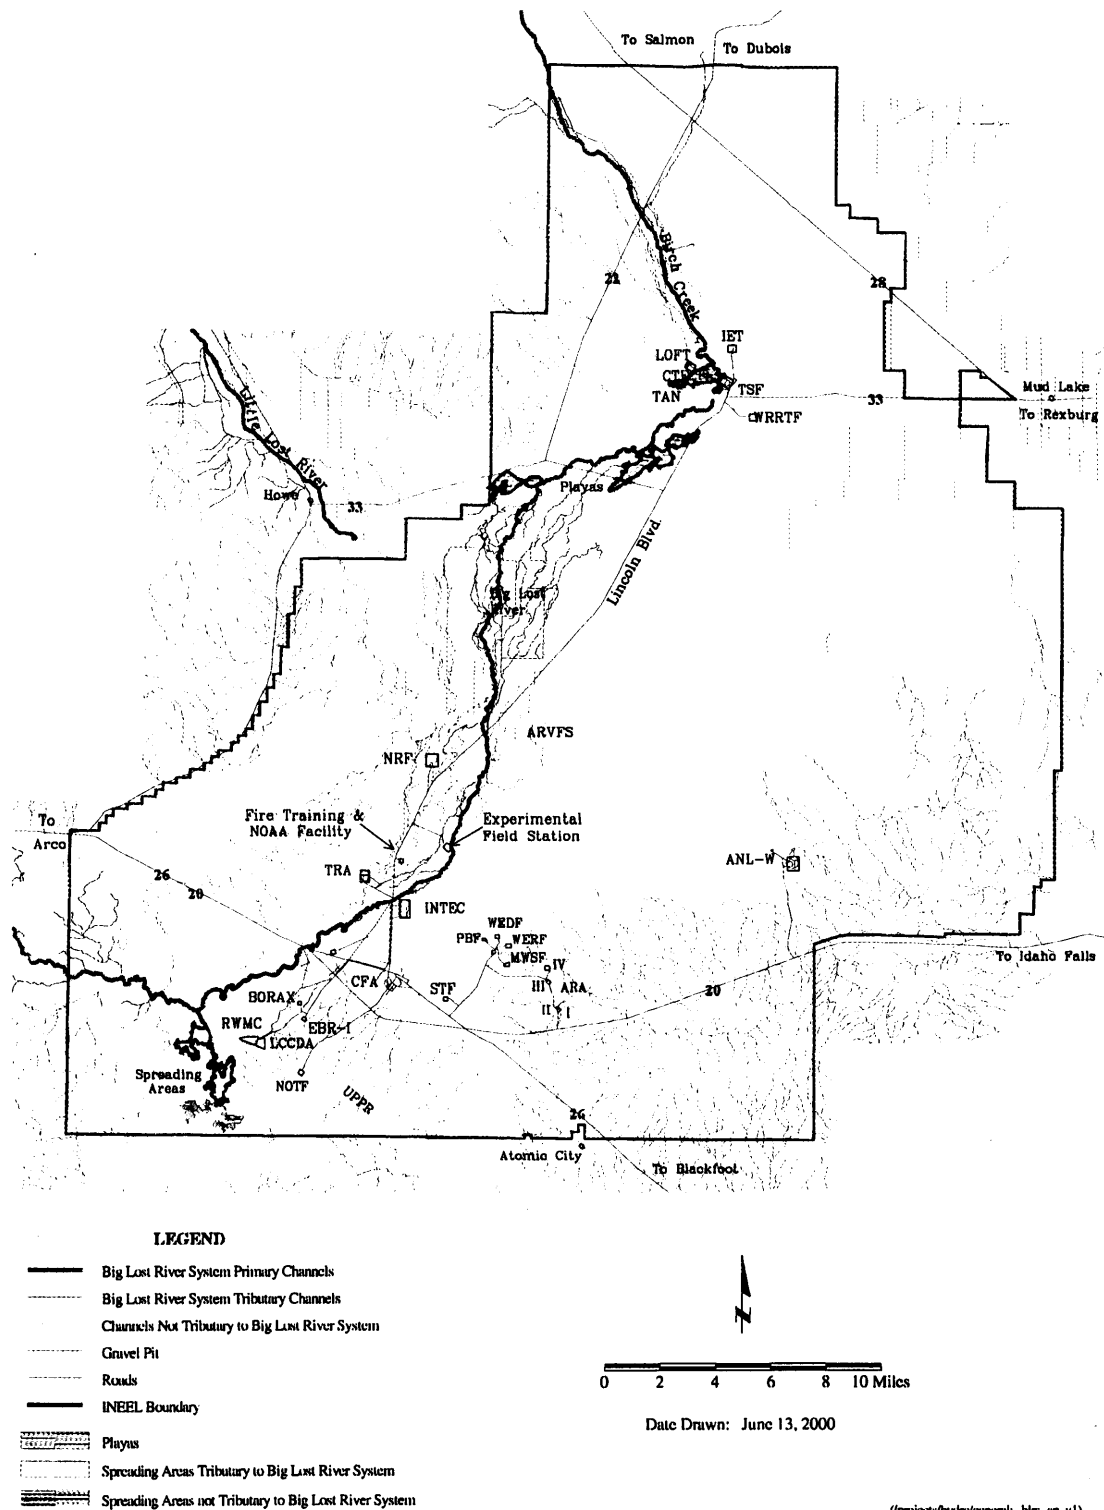 To Salmon
To Dubois
Birch Creek
22
28
IET
LOFT
TAN
TSF
Mud Lake
33
To Rexburg
WRRTF
Little Lost River
Howe
33
Playas
Lincoln Blvd.
Big Lost
River
ARVFS
NRF
Fire Training &
NOAA Facility
Experimental
Field Station
To
Arco
TRA
ANL-W
26
20
INTEC
WEDF
PBF
WERF
MWSF
To Idaho Falls
IV
CFA
STF
III
ARA
20
BORAX
II
I
RWMC
EBR-I
LCCDA
Spreading
Areas
NOTF
UPPR
26
Atomic City
To Blackfoot
LEGEND
Big Lost River System Primary Channels
Big Lost River System Tributary Channels
Channels Not Tributary to Big Lost River System
Gravel Pit
Roads
INEEL Boundary
Playas
Spreading Areas Tributary to Big Lost River System
Spreading Areas not Tributary to Big Lost River System
N
0 2 4 6 8 10 Miles
Date Drawn: June 13, 2000